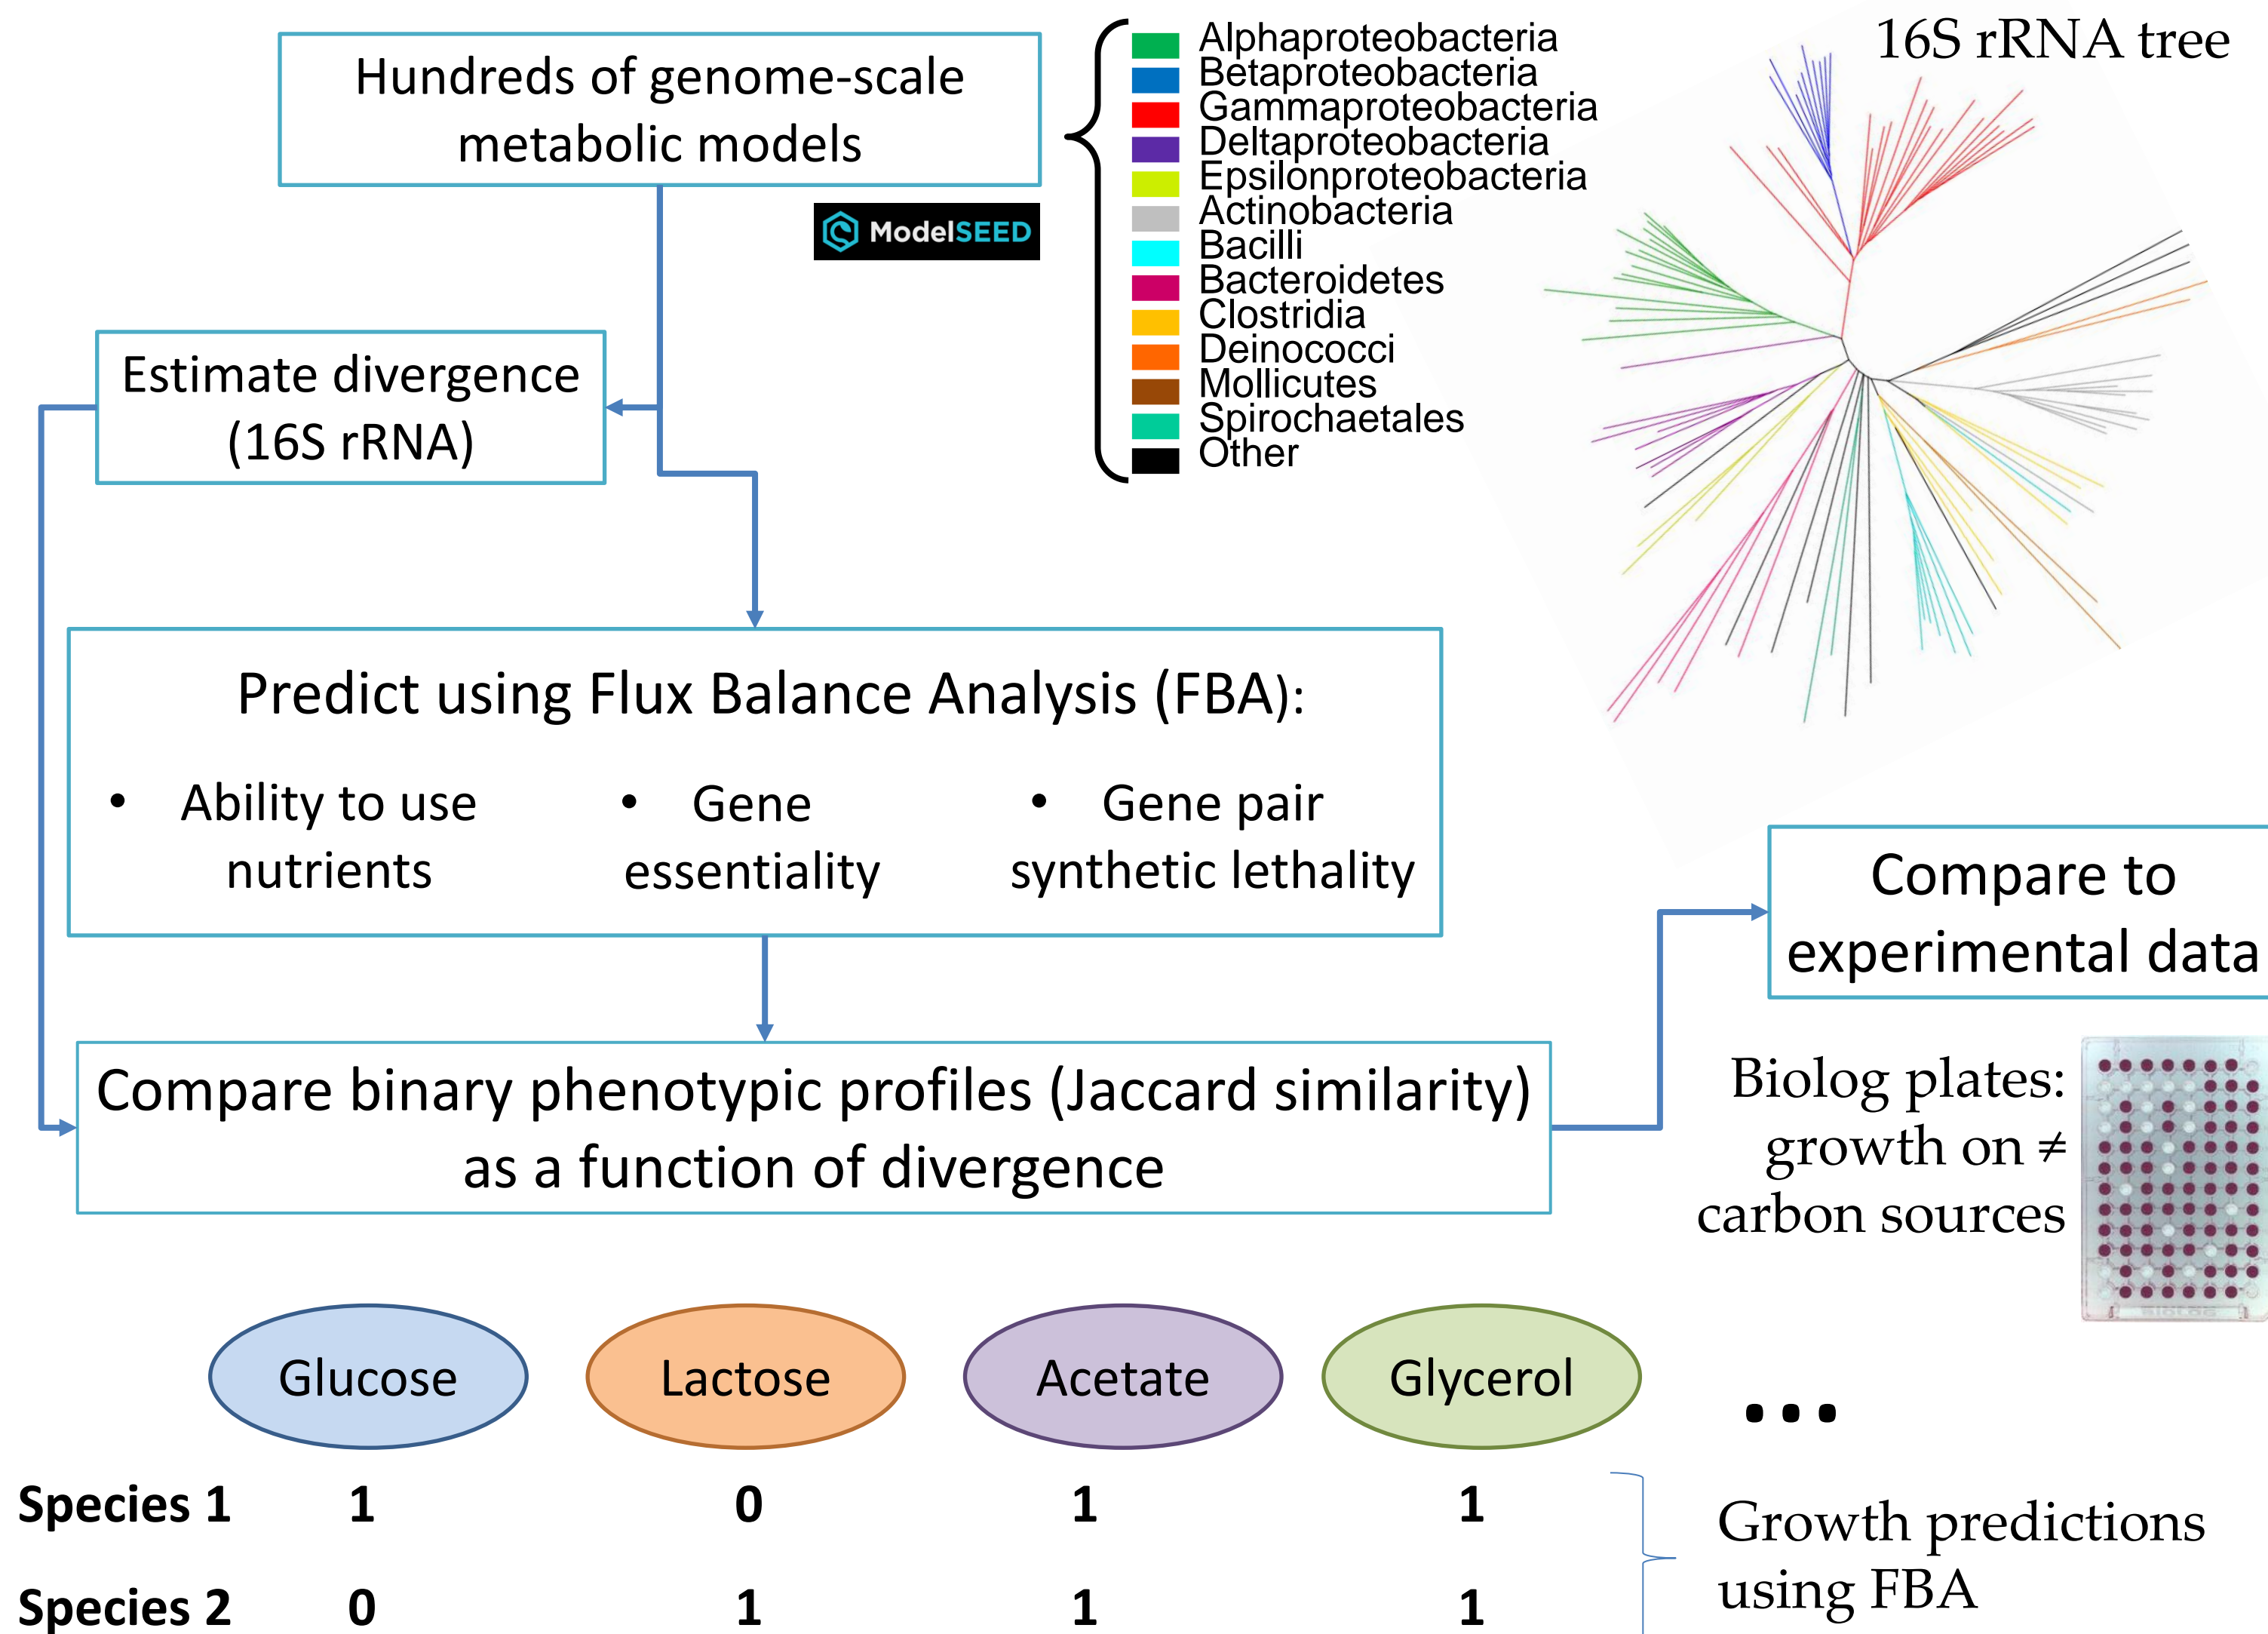 Hundreds of genome-scale
metabolic models
ModelSEED
Alphaproteobacteria
Betaproteobacteria
Gammaproteobacteria
Deltaproteobacteria
Epsilonproteobacteria
Actinobacteria
Bacilli
Bacteroidetes
Clostridia
Deinococci
Mollicutes
Spirochaetales
Other
16S rRNA tree
Estimate divergence
(16S rRNA)
Predict using Flux Balance Analysis (FBA):
• Ability to use
nutrients
• Gene
essentiality
• Gene pair
synthetic lethality
Compare to
experimental data
Compare binary phenotypic profiles (Jaccard similarity)
as a function of divergence
Biolog plates:
growth on ≠
carbon sources
BIOLOG
Glucose Lactose Acetate Glycerol ...
Species 1 1 0 1 1
Species 2 0 1 1 1
Growth predictions
using FBA